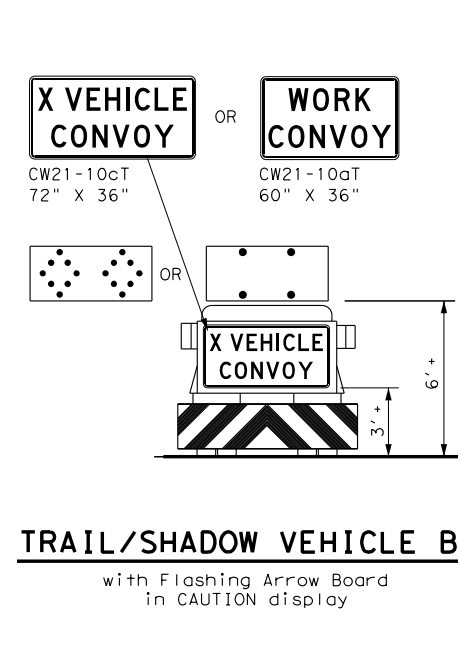 X VEHICLE
CONVOY
OR
WORK
CONVOY
CW21-10cT
72" X 36"
CW21-10aT
60" X 36"
OR
X VEHICLE
CONVOY
6' +
3' +
TRAIL/SHADOW VEHICLE B
with Flashing Arrow Board
in CAUTION display